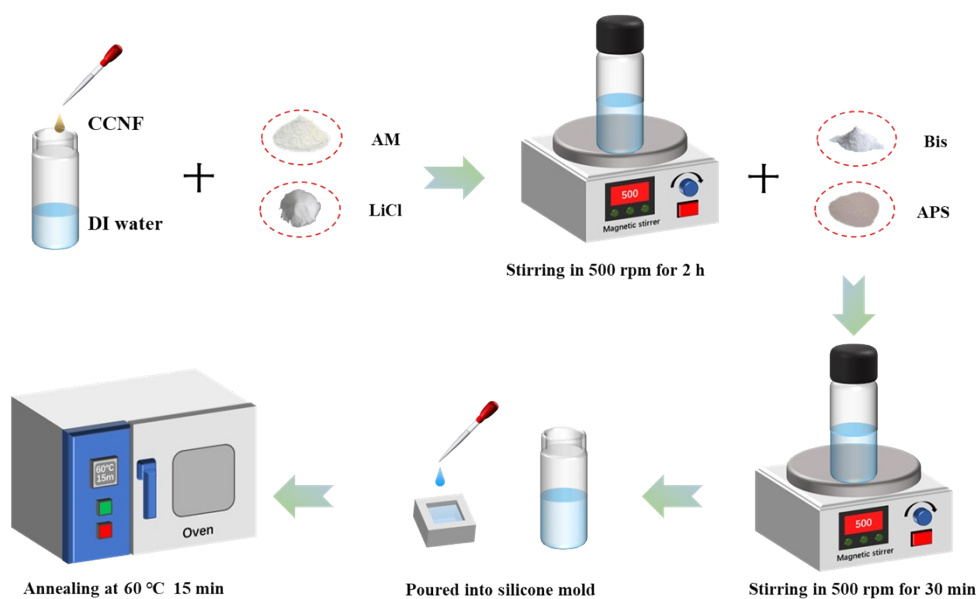 CCNF
DI water
AM
LiCl
500
Magnetic stirrer
Stirring in 500 rpm for 2 h
Bis
APS
500
Magnetic stirrer
Stirring in 500 rpm for 30 min
Poured into silicone mold
60℃
15m
Oven
Annealing at 60 ℃ 15 min